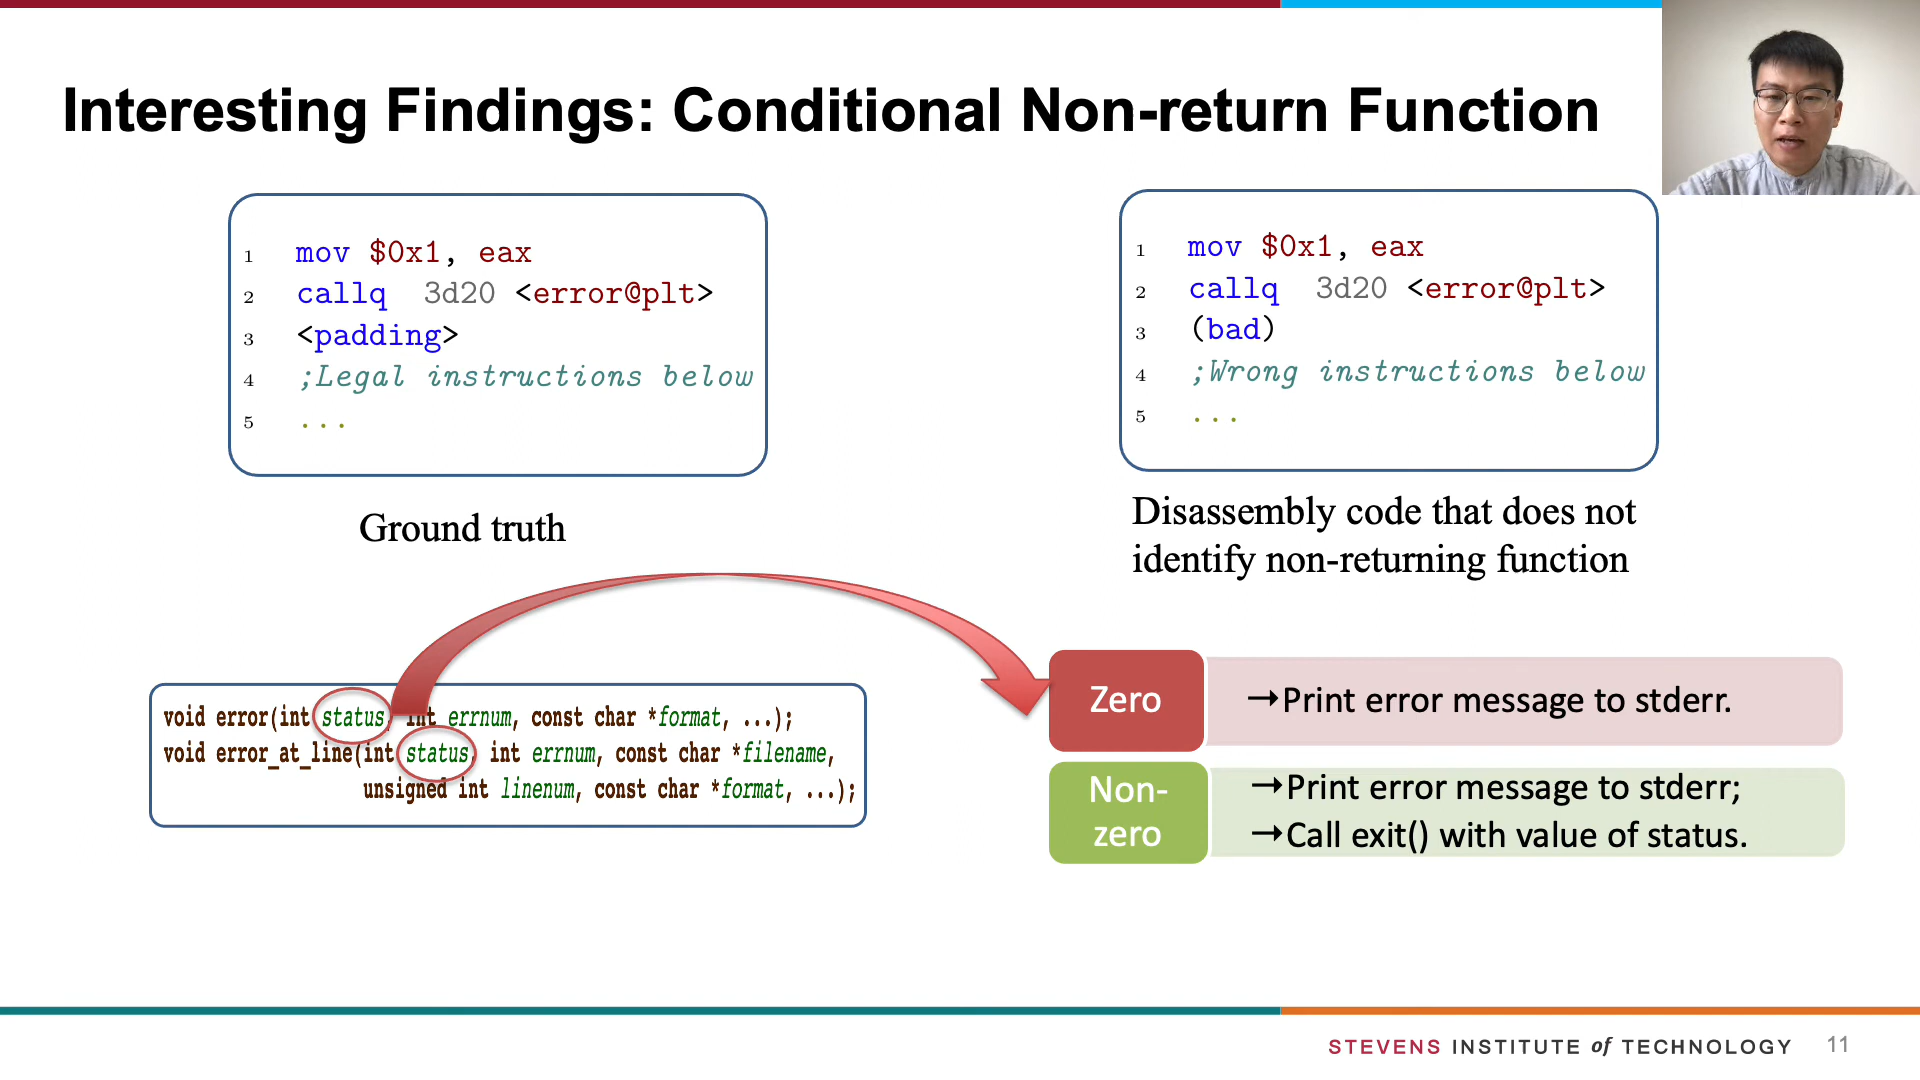 Interesting Findings: Conditional Non-return Function
1 mov $0x1, eax
2 callq 3d20 <error@plt>
3 <padding>
4 ;Legal instructions below
5 ...
Ground truth
1 mov $0x1, eax
2 callq 3d20 <error@plt>
3 (bad)
4 ;Wrong instructions below
5 ...
Disassembly code that does not
identify non-returning function
void error(int status, int errnum, const char *format, ...);
void error_at_line(int status, int errnum, const char *filename,
unsigned int linenum, const char *format, ...);
Zero
→Print error message to stderr.
Non-
zero
→Print error message to stderr;
→Call exit() with value of status.
STEVENS INSTITUTE of TECHNOLOGY 11